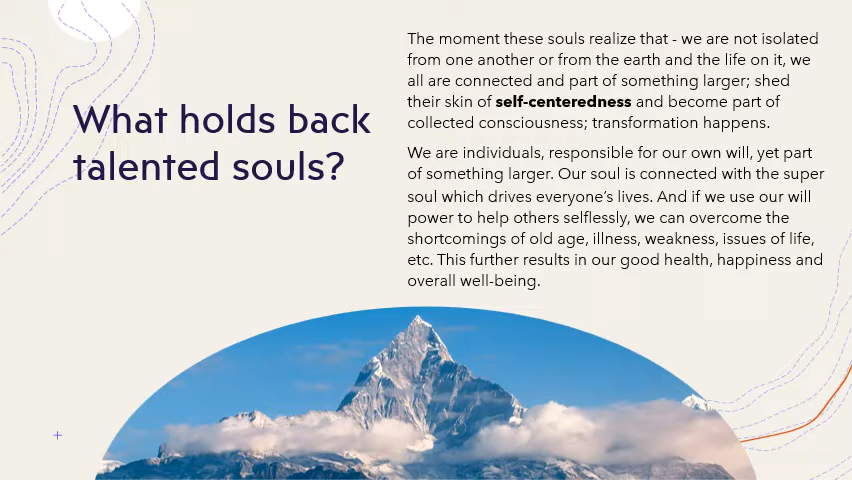 What holds back
talented souls?
The moment these souls realize that - we are not isolated
from one another or from the earth and the life on it, we
all are connected and part of something larger; shed
their skin of self-centeredness and become part of
collected consciousness; transformation happens.
We are individuals, responsible for our own will, yet part
of something larger. Our soul is connected with the super
soul which drives everyone's lives. And if we use our will
power to help others selflessly, we can overcome the
shortcomings of old age, illness, weakness, issues of life,
etc. This further results in our good health, happiness and
overall well-being.